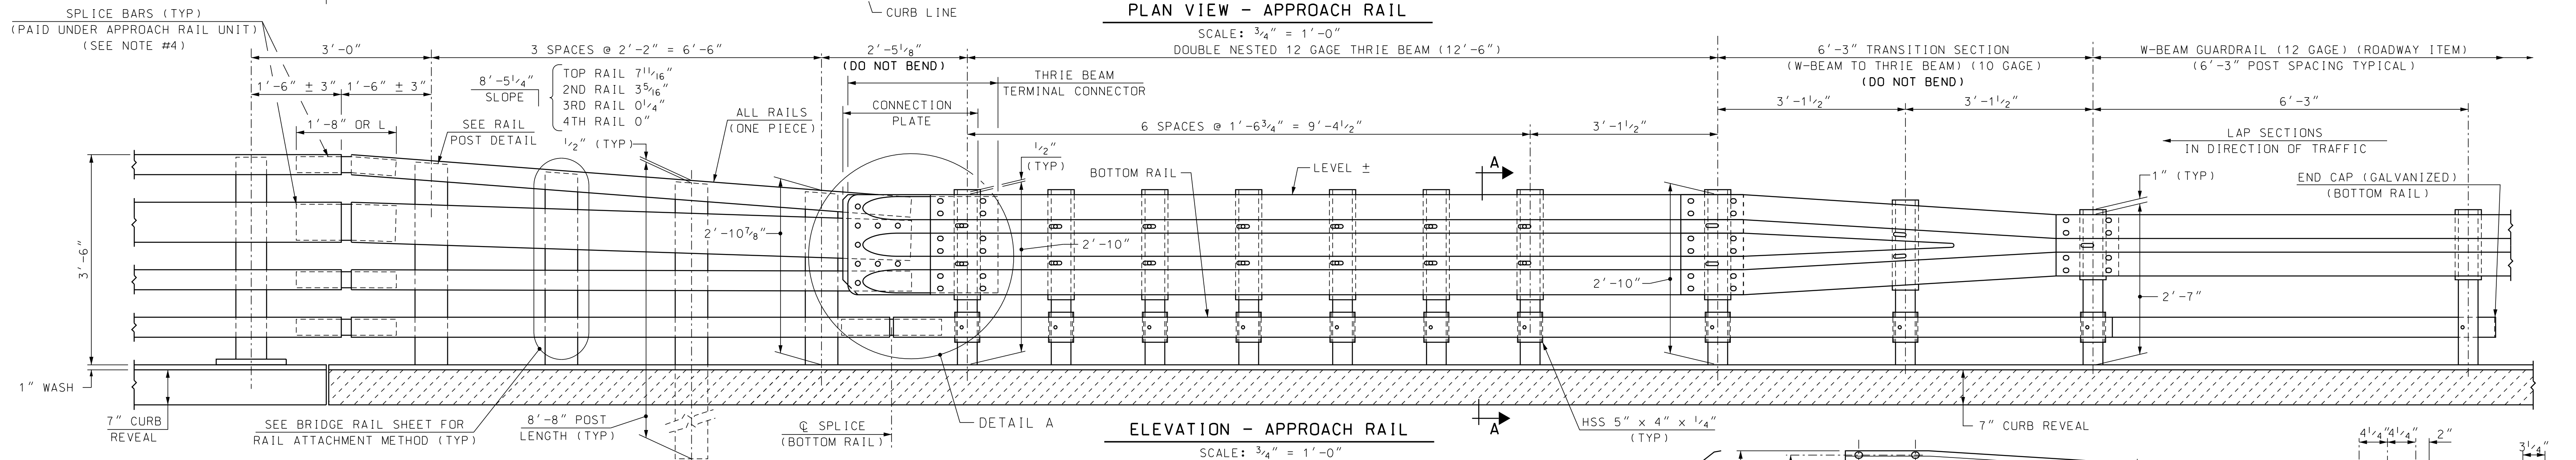 SPLICE BARS (TYP)
(PAID UNDER APPROACH RAIL UNIT)
(SEE NOTE #4)
CURB LINE
PLAN VIEW - APPROACH RAIL
SCALE: 3/4" = 1'-0"
3'-0"
3 SPACES @ 2'-2" = 6'-6"
2'-5 1/8"
(DO NOT BEND)
DOUBLE NESTED 12 GAGE THRIE BEAM (12'-6")
6'-3" TRANSITION SECTION
(W-BEAM TO THRIE BEAM) (10 GAGE)
(DO NOT BEND)
W-BEAM GUARDRAIL (12 GAGE) (ROADWAY ITEM)
(6'-3" POST SPACING TYPICAL)
1'-6" ± 3"
1'-6" ± 3"
8'-5 1/4"
SLOPE
TOP RAIL 7 11/16"
2ND RAIL 3 5/16"
3RD RAIL 0 1/4"
4TH RAIL 0"
THRIE BEAM
TERMINAL CONNECTOR
CONNECTION
PLATE
3'-1 1/2"
3'-1 1/2"
6'-3"
1'-8" OR L
SEE RAIL
POST DETAIL
1/2" (TYP)
ALL RAILS
(ONE PIECE)
6 SPACES @ 1'-6 3/4" = 9'-4 1/2"
3'-1 1/2"
LAP SECTIONS
IN DIRECTION OF TRAFFIC
1/2"
(TYP)
A
LEVEL ±
BOTTOM RAIL
1" (TYP)
END CAP (GALVANIZED)
(BOTTOM RAIL)
3'-6"
2'-10 7/8"
2'-10"
2'-10"
2'-7"
1" WASH
7" CURB
REVEAL
SEE BRIDGE RAIL SHEET FOR
RAIL ATTACHMENT METHOD (TYP)
8'-8" POST
LENGTH (TYP)
℄ SPLICE
(BOTTOM RAIL)
DETAIL A
A
HSS 5" x 4" x 1/4"
(TYP)
7" CURB REVEAL
ELEVATION - APPROACH RAIL
SCALE: 3/4" = 1'-0"
4 1/4"
4 1/4"
2"
3 1/4"